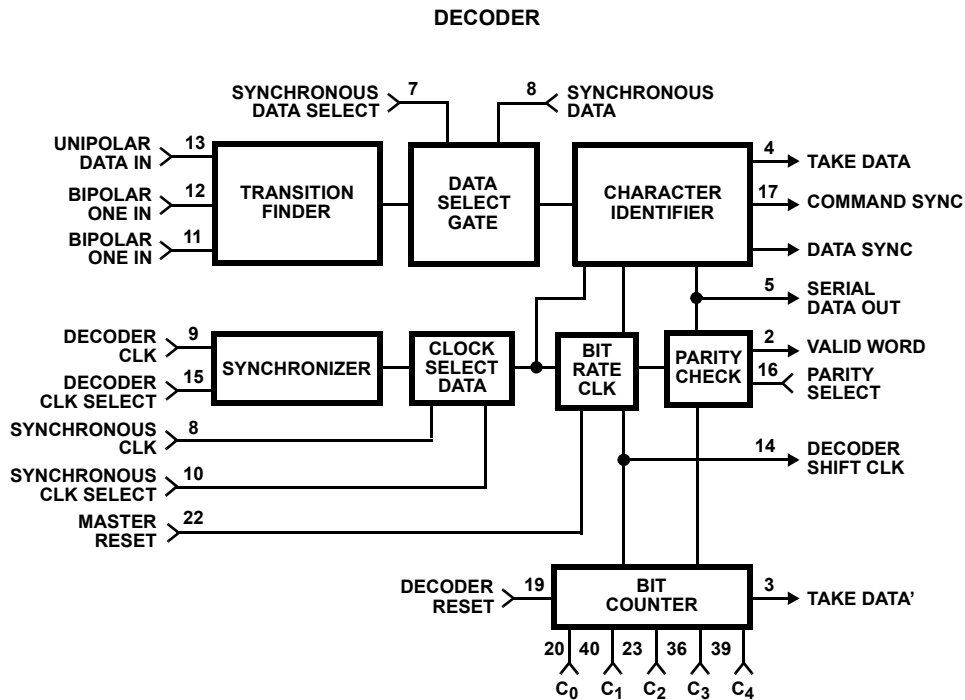 DECODER
SYNCHRONOUS
DATA SELECT
7
8
SYNCHRONOUS
DATA
UNIPOLAR
DATA IN
13
BIPOLAR
ONE IN
12
BIPOLAR
ONE IN
11
TRANSITION
FINDER
DATA
SELECT
GATE
CHARACTER
IDENTIFIER
4
TAKE DATA
17
COMMAND SYNC
DATA SYNC
5
SERIAL
DATA OUT
DECODER
CLK
9
DECODER
CLK SELECT
15
SYNCHRONIZER
CLOCK
SELECT
DATA
BIT
RATE
CLK
PARITY
CHECK
2
VALID WORD
16
PARITY
SELECT
SYNCHRONOUS
CLK
8
SYNCHRONOUS
CLK SELECT
10
14
DECODER
SHIFT CLK
MASTER
RESET
22
DECODER
RESET
19
BIT
COUNTER
3
TAKE DATA’
20 40 23 36 39
C0 C1 C2 C3 C4